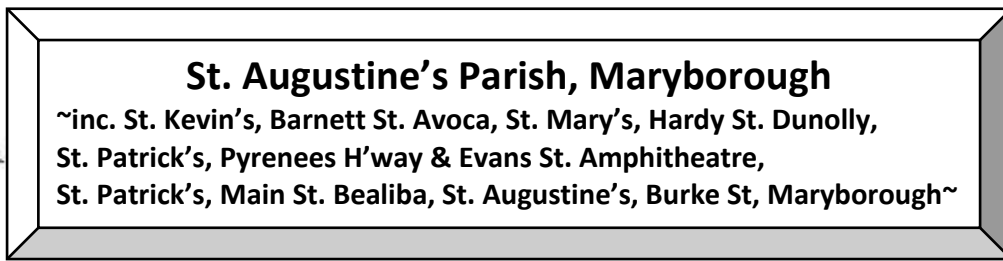 St. Augustine’s Parish, Maryborough
~inc. St. Kevin’s, Barnett St. Avoca, St. Mary’s, Hardy St. Dunolly,
St. Patrick’s, Pyrenees H’way & Evans St. Amphitheatre,
St. Patrick’s, Main St. Bealiba, St. Augustine’s, Burke St, Maryborough~